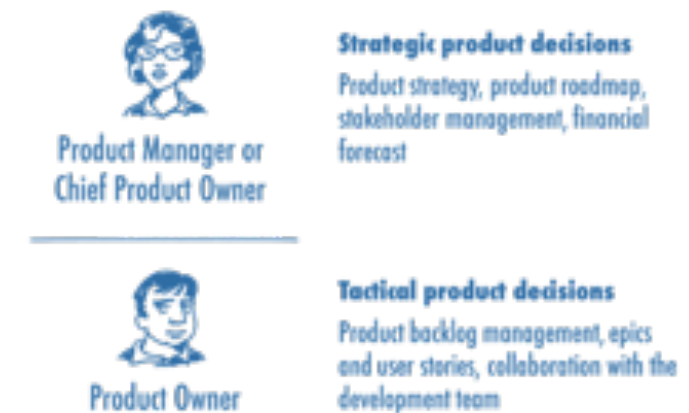 Product Manager or
Chief Product Owner
Strategic product decisions
Product strategy, product roadmap,
stakeholder management, financial
forecast
Product Owner
Tactical product decisions
Product backlog management, epics
and user stories, collaboration with the
development team